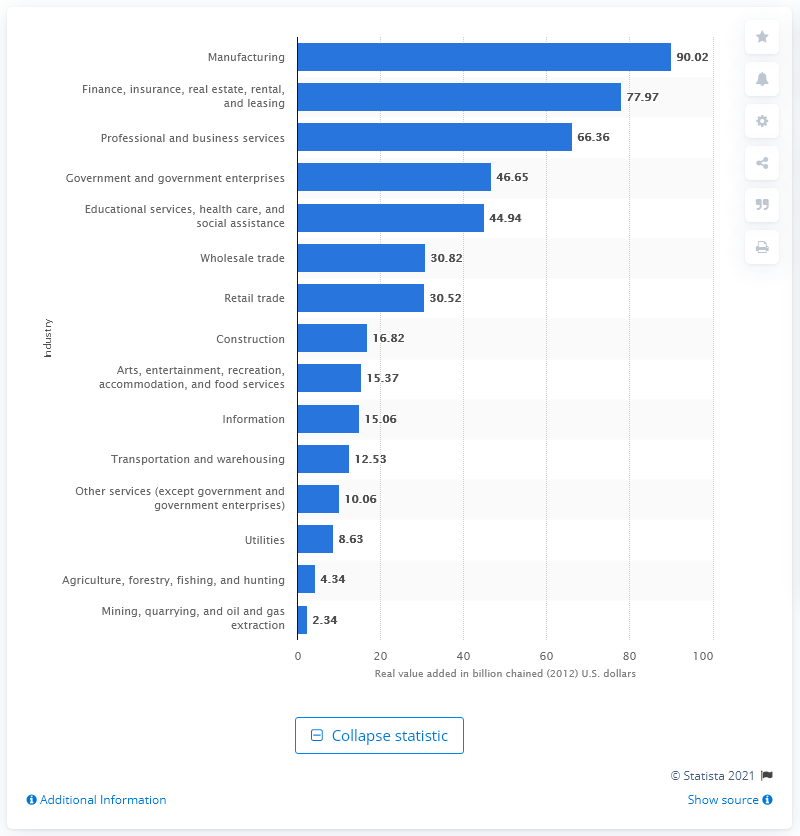 Manufacturing
90.02
Finance, insurance, real estate, rental,
and leasing
77.97
Professional and business services
66.36
Government and government enterprises
46.65
Educational services, health care, and
social assistance
44.94
Wholesale trade
30.82
Retail trade
30.52
Construction
16.82
Arts, entertainment, recreation,
accommodation, and food services
15.37
Information
15.06
Transportation and warehousing
12.53
Other services (except government and
government enterprises)
10.06
Utilities
8.63
Agriculture, forestry, fishing, and hunting
4.34
Mining, quarrying, and oil and gas
extraction
2.34
Industry
0 20 40 60 80 100
Real value added in billion chained (2012) U.S. dollars
Collapse statistic
© Statista 2021
Additional Information
Show source